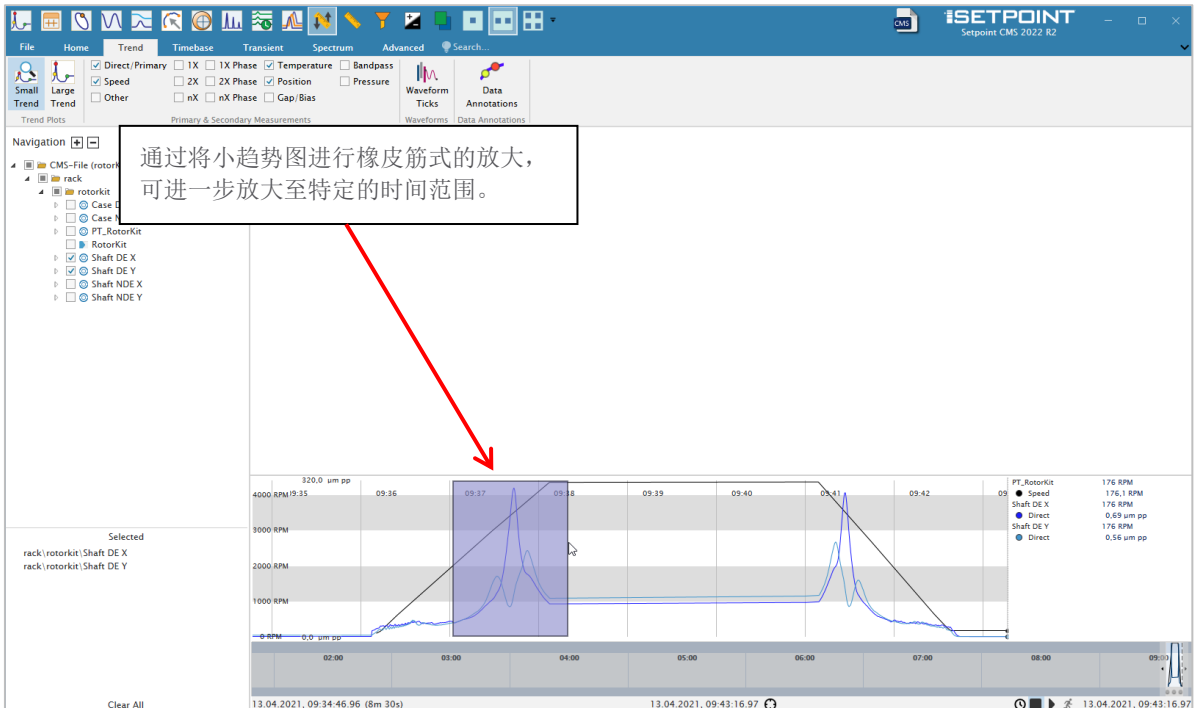 CMS
SETPOINT
Setpoint CMS 2022 R2
File Home Trend Timebase Transient Spectrum Advanced Search...
Small Trend
Large Trend
Direct/Primary 1X 1X Phase Temperature Bandpass
Speed 2X 2X Phase Position Pressure
Other nX nX Phase Gap/Bias
Waveform Ticks
Data Annotations
Trend Plots Primary & Secondary Measurements Waveforms Data Annotations
Navigation
通过将小趋势图进行橡皮筋式的放大，
可进一步放大至特定的时间范围。
CMS-File
rack
rotorkit
Case
Case
PT_RotorKit
RotorKit
Shaft DE X
Shaft DE Y
Shaft NDE X
Shaft NDE Y
320,0 µm pp
4000 RPM 09:35 09:36 09:37 09:38 09:39 09:40 09:41 09:42 09
3000 RPM
2000 RPM
1000 RPM
0 RPM 0,0 µm pp
PT_RotorKit 176 RPM
Speed 176,1 RPM
Shaft DE X 176 RPM
Direct 0,69 µm pp
Shaft DE Y 176 RPM
Direct 0,56 µm pp
Selected
rack\rotorkit\Shaft DE X
rack\rotorkit\Shaft DE Y
02:00 03:00 04:00 05:00 06:00 07:00 08:00 09:00
Clear All
13.04.2021, 09:34:46.96 (8m 30s) 13.04.2021, 09:43:16.97 13.04.2021, 09:43:16.97